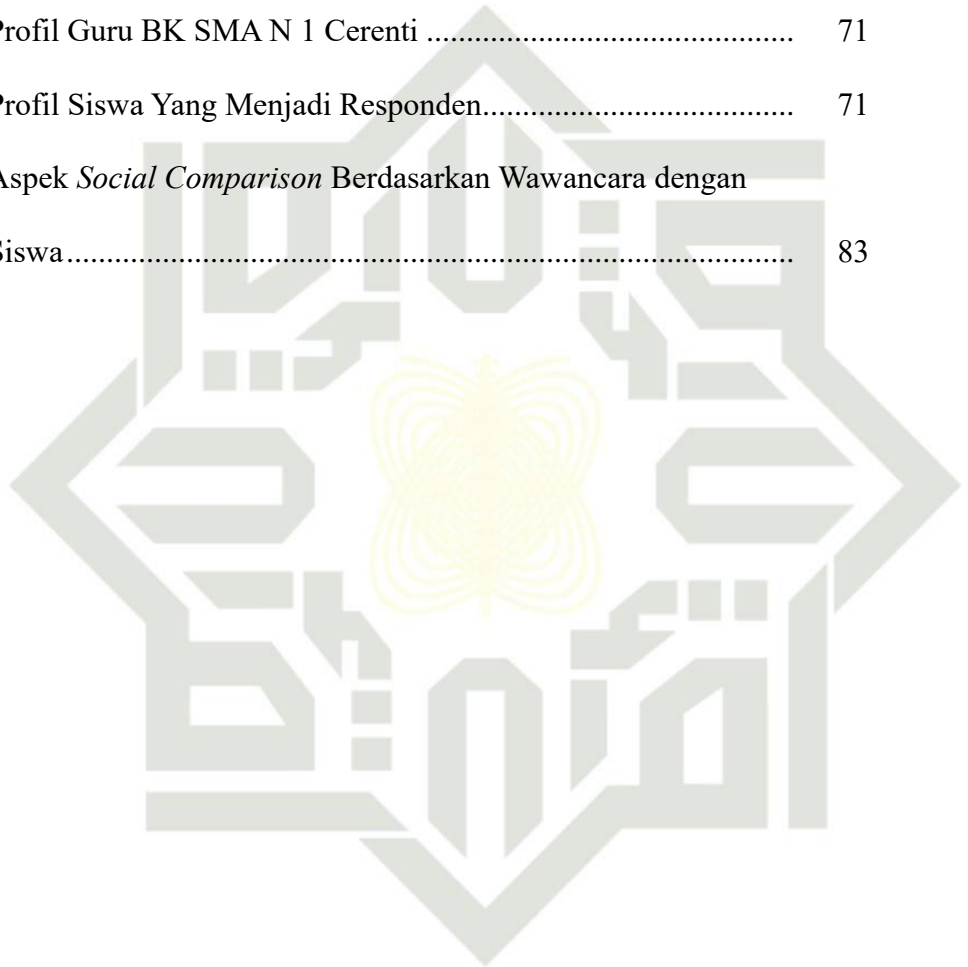 Profil Guru BK SMA N 1 Cerenti .............................................. 71
Profil Siswa Yang Menjadi Responden....................................... 71
Aspek Social Comparison Berdasarkan Wawancara dengan
Siswa........................................................................................... 83